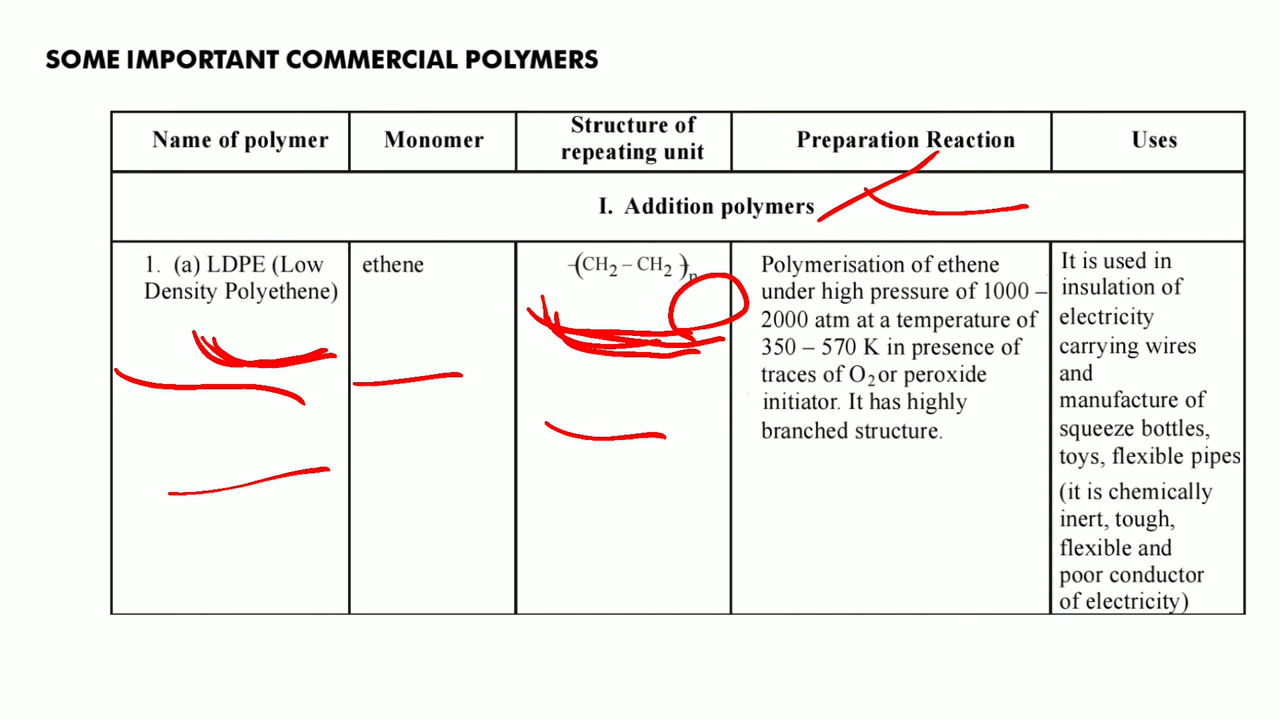 SOME IMPORTANT COMMERCIAL POLYMERS
Name of polymer
Monomer
Structure of
repeating unit
Preparation Reaction
Uses
I. Addition polymers
1. (a) LDPE (Low
Density Polyethene)
ethene
-(CH₂ – CH₂ )-n
Polymerisation of ethene
under high pressure of 1000 –
2000 atm at a temperature of
350 – 570 K in presence of
traces of O₂ or peroxide
initiator. It has highly
branched structure.
It is used in
insulation of
electricity
carrying wires
and
manufacture of
squeeze bottles,
toys, flexible pipes
(it is chemically
inert, tough,
flexible and
poor conductor
of electricity)